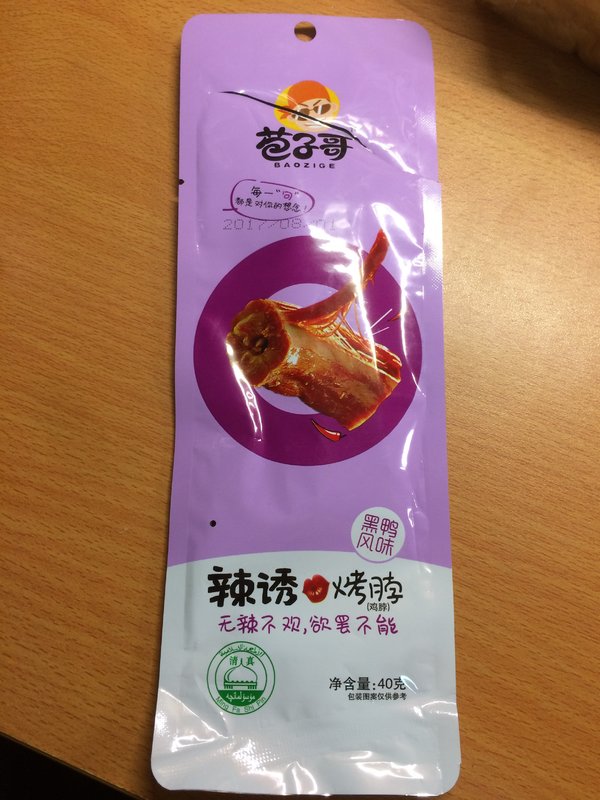 苞子哥
BAOZIGE
每一"口"
都是对你的想念!
2017/08/01
黑鸭
风味
辣诱
烤脖
(鸡脖)
无辣不欢,欲罢不能
清真
净含量:40克
包装图案仅供参考